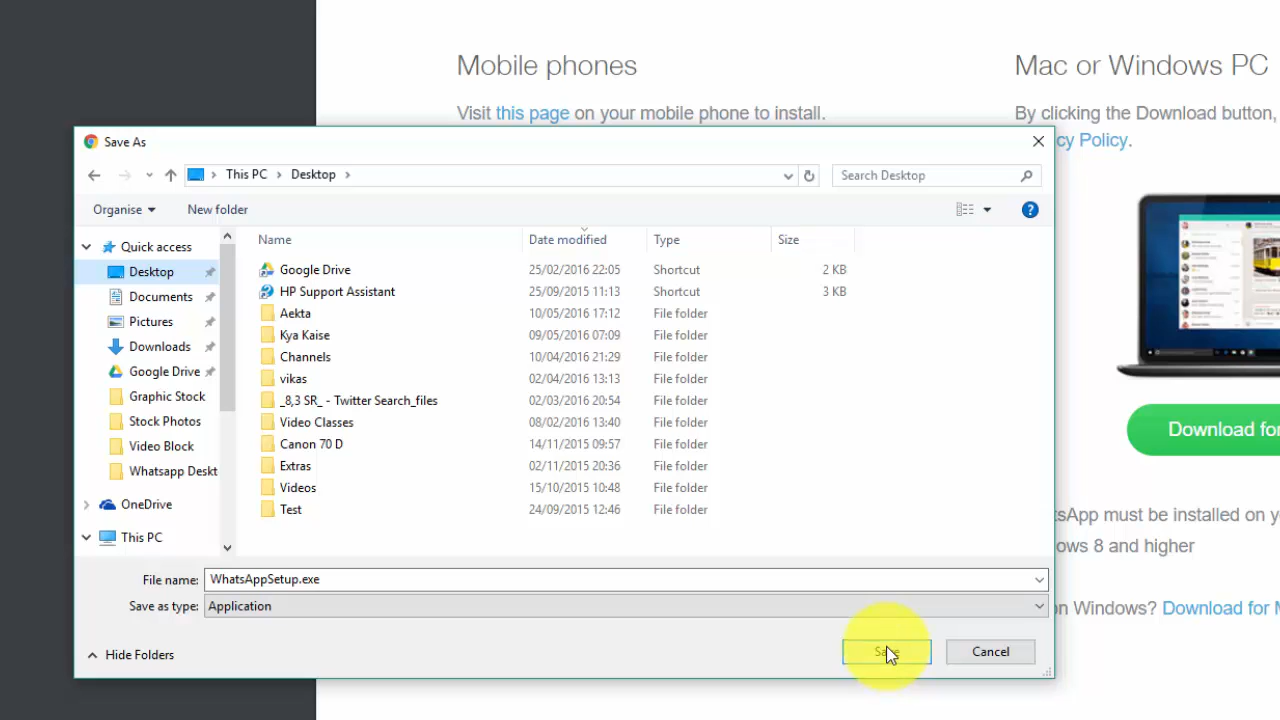 Mobile phones
Mac or Windows PC
Visit this page on your mobile phone to install.
By clicking the Download button,
cy Policy.
Save As
This PC
Desktop
Search Desktop
Organise
New folder
?
Name
Date modified
Type
Size
Quick access
Desktop
Documents
Pictures
Downloads
Google Drive
Graphic Stock
Stock Photos
Video Block
Whatsapp Deskt
OneDrive
This PC
Google Drive 25/02/2016 22:05 Shortcut 2 KB
HP Support Assistant 25/09/2015 11:13 Shortcut 3 KB
Aekta 10/05/2016 17:12 File folder
Kya Kaise 09/05/2016 07:09 File folder
Channels 10/04/2016 21:29 File folder
vikas 02/04/2016 13:13 File folder
_8,3 SR_ - Twitter Search_files 02/03/2016 20:54 File folder
Video Classes 08/02/2016 13:40 File folder
Canon 70 D 14/11/2015 09:57 File folder
Extras 02/11/2015 20:36 File folder
Videos 15/10/2015 10:48 File folder
Test 24/09/2015 12:46 File folder
File name: WhatsAppSetup.exe
Save as type: Application
Hide Folders
Save
Cancel
Download for
tsApp must be installed on y
ows 8 and higher
on Windows? Download for M